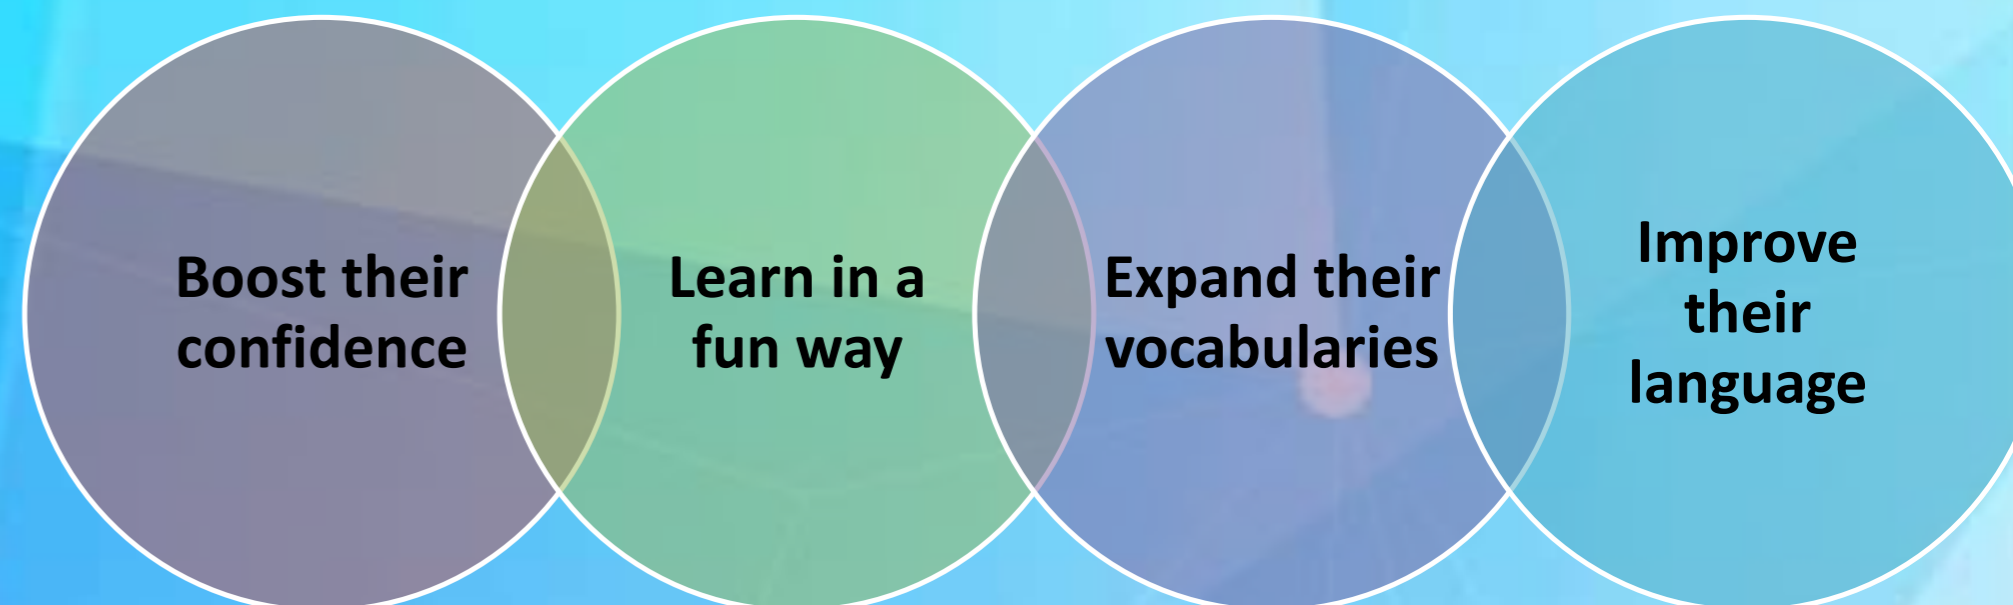 Boost their
confidence
Learn in a
fun way
Expand their
vocabularies
Improve
their
language